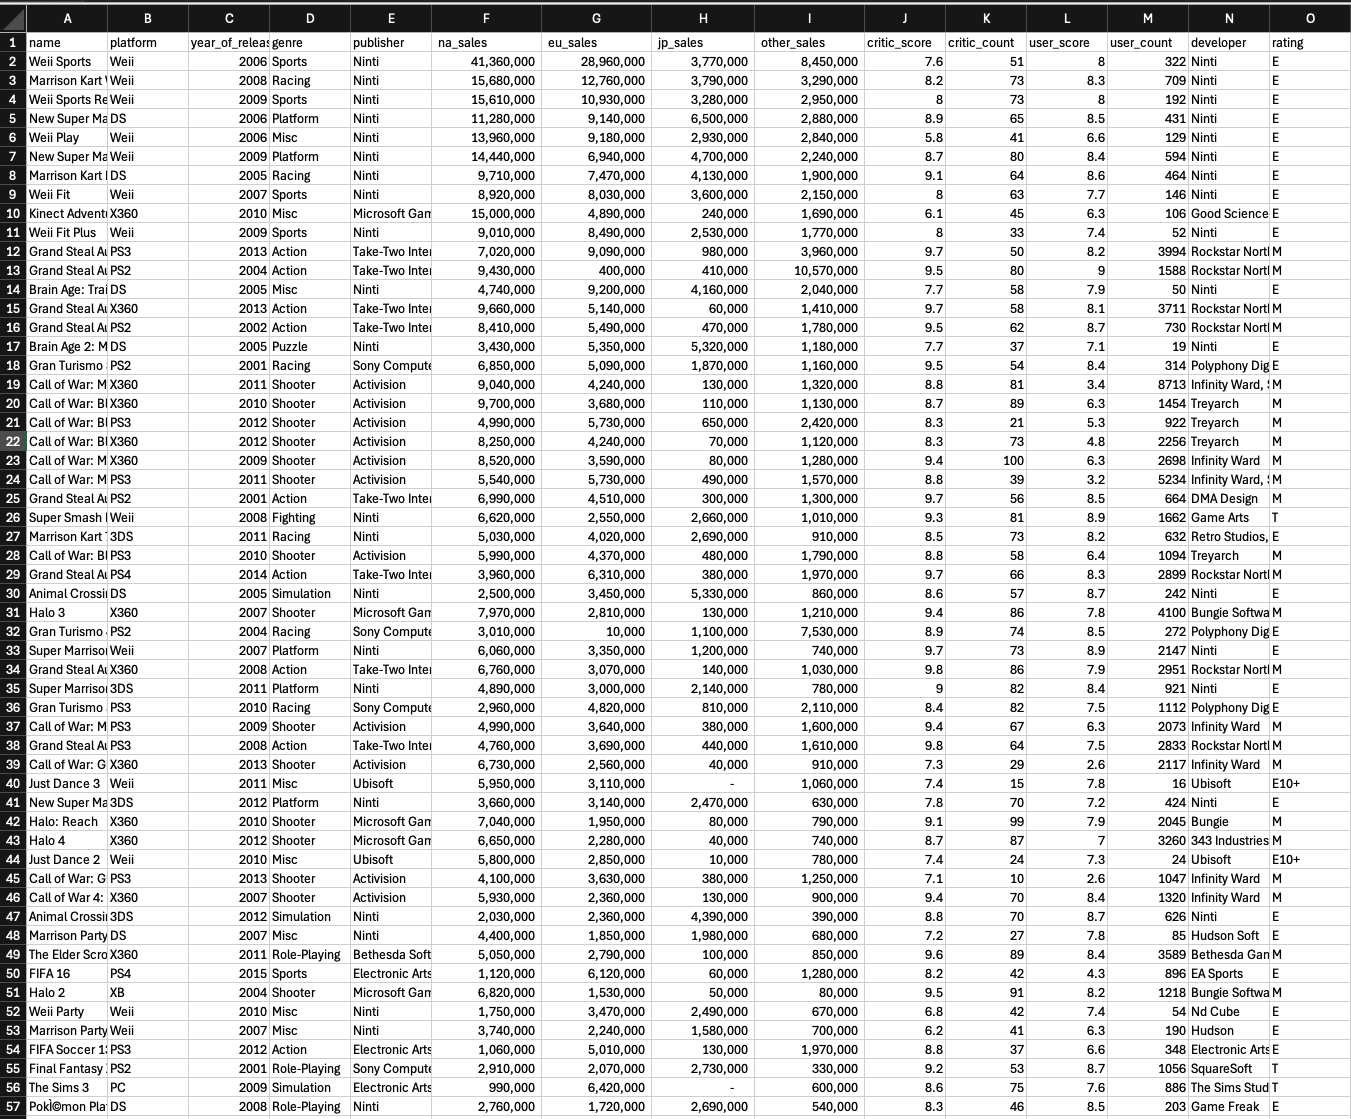 A B C D E F G H I J K L M N O
1 name platform year_of_releas genre publisher na_sales eu_sales jp_sales other_sales critic_score critic_count user_score user_count developer rating
2 Weii Sports Weii 2006 Sports Ninti 41,360,000 28,960,000 3,770,000 8,450,000 7.6 51 8 322 Ninti E
3 Marrison Kart Weii 2008 Racing Ninti 15,680,000 12,760,000 3,790,000 3,290,000 8.2 73 8.3 709 Ninti E
4 Weii Sports Re Weii 2009 Sports Ninti 15,610,000 10,930,000 3,280,000 2,950,000 8 73 8 192 Ninti E
5 New Super Ma DS 2006 Platform Ninti 11,280,000 9,140,000 6,500,000 2,880,000 8.9 65 8.5 431 Ninti E
6 Weii Play Weii 2006 Misc Ninti 13,960,000 9,180,000 2,930,000 2,840,000 5.8 41 6.6 129 Ninti E
7 New Super Ma Weii 2009 Platform Ninti 14,440,000 6,940,000 4,700,000 2,240,000 8.7 80 8.4 594 Ninti E
8 Marrison Kart DS 2005 Racing Ninti 9,710,000 7,470,000 4,130,000 1,900,000 9.1 64 8.6 464 Ninti E
9 Weii Fit Weii 2007 Sports Ninti 8,920,000 8,030,000 3,600,000 2,150,000 8 63 7.7 146 Ninti E
10 Kinect Advent X360 2010 Misc Microsoft Gam 15,000,000 4,890,000 240,000 1,690,000 6.1 45 6.3 106 Good Science E
11 Weii Fit Plus Weii 2009 Sports Ninti 9,010,000 8,490,000 2,530,000 1,770,000 8 33 7.4 52 Ninti E
12 Grand Steal Au PS3 2013 Action Take-Two Inter 7,020,000 9,090,000 980,000 3,960,000 9.7 50 8.2 3994 Rockstar North M
13 Grand Steal Au PS2 2004 Action Take-Two Inter 9,430,000 400,000 410,000 10,570,000 9.5 80 9 1588 Rockstar North M
14 Brain Age: Trai DS 2005 Misc Ninti 4,740,000 9,200,000 4,160,000 2,040,000 7.7 58 7.9 50 Ninti E
15 Grand Steal Au X360 2013 Action Take-Two Inter 9,660,000 5,140,000 60,000 1,410,000 9.7 58 8.1 3711 Rockstar North M
16 Grand Steal Au PS2 2002 Action Take-Two Inter 8,410,000 5,490,000 470,000 1,780,000 9.5 62 8.7 730 Rockstar North M
17 Brain Age 2: M DS 2005 Puzzle Ninti 3,430,000 5,350,000 5,320,000 1,180,000 7.7 37 7.1 19 Ninti E
18 Gran Turismo PS2 2001 Racing Sony Compute 6,850,000 5,090,000 1,870,000 1,160,000 9.5 54 8.4 314 Polyphony Dig E
19 Call of War: M X360 2011 Shooter Activision 9,040,000 4,240,000 130,000 1,320,000 8.8 81 3.4 8713 Infinity Ward, M
20 Call of War: Bl X360 2010 Shooter Activision 9,700,000 3,680,000 110,000 1,130,000 8.7 89 6.3 1454 Treyarch M
21 Call of War: Bl PS3 2012 Shooter Activision 4,990,000 5,730,000 650,000 2,420,000 8.3 21 5.3 922 Treyarch M
22 Call of War: Bl X360 2012 Shooter Activision 8,250,000 4,240,000 70,000 1,120,000 8.3 73 4.8 2256 Treyarch M
23 Call of War: M X360 2009 Shooter Activision 8,520,000 3,590,000 80,000 1,280,000 9.4 100 6.3 2698 Infinity Ward M
24 Call of War: M PS3 2011 Shooter Activision 5,540,000 5,730,000 490,000 1,570,000 8.8 39 3.2 5234 Infinity Ward, M
25 Grand Steal Au PS2 2001 Action Take-Two Inter 6,990,000 4,510,000 300,000 1,300,000 9.7 56 8.5 664 DMA Design M
26 Super Smash Weii 2008 Fighting Ninti 6,620,000 2,550,000 2,660,000 1,010,000 9.3 81 8.9 1662 Game Arts T
27 Marrison Kart 3DS 2011 Racing Ninti 5,030,000 4,020,000 2,690,000 910,000 8.5 73 8.2 632 Retro Studios, E
28 Call of War: Bl PS3 2010 Shooter Activision 5,990,000 4,370,000 480,000 1,790,000 8.8 58 6.4 1094 Treyarch M
29 Grand Steal Au PS4 2014 Action Take-Two Inter 3,960,000 6,310,000 380,000 1,970,000 9.7 66 8.3 2899 Rockstar North M
30 Animal Crossi DS 2005 Simulation Ninti 2,500,000 3,450,000 5,330,000 860,000 8.6 57 8.7 242 Ninti E
31 Halo 3 X360 2007 Shooter Microsoft Gam 7,970,000 2,810,000 130,000 1,210,000 9.4 86 7.8 4100 Bungie Softwa M
32 Gran Turismo PS2 2004 Racing Sony Compute 3,010,000 10,000 1,100,000 7,530,000 8.9 74 8.5 272 Polyphony Dig E
33 Super Marrison Weii 2007 Platform Ninti 6,060,000 3,350,000 1,200,000 740,000 9.7 73 8.9 2147 Ninti E
34 Grand Steal Au X360 2008 Action Take-Two Inter 6,760,000 3,070,000 140,000 1,030,000 9.8 86 7.9 2951 Rockstar North M
35 Super Marrison 3DS 2011 Platform Ninti 4,890,000 3,000,000 2,140,000 780,000 9 82 8.4 921 Ninti E
36 Gran Turismo PS3 2010 Racing Sony Compute 2,960,000 4,820,000 810,000 2,110,000 8.4 82 7.5 1112 Polyphony Dig E
37 Call of War: M PS3 2009 Shooter Activision 4,990,000 3,640,000 380,000 1,600,000 9.4 67 6.3 2073 Infinity Ward M
38 Grand Steal Au PS3 2008 Action Take-Two Inter 4,760,000 3,690,000 440,000 1,610,000 9.8 64 7.5 2833 Rockstar North M
39 Call of War: G X360 2013 Shooter Activision 6,730,000 2,560,000 40,000 910,000 7.3 29 2.6 2117 Infinity Ward M
40 Just Dance 3 Weii 2011 Misc Ubisoft 5,950,000 3,110,000 - 1,060,000 7.4 15 7.8 16 Ubisoft E10+
41 New Super Ma 3DS 2012 Platform Ninti 3,660,000 3,140,000 2,470,000 630,000 7.8 70 7.2 424 Ninti E
42 Halo: Reach X360 2010 Shooter Microsoft Gam 7,040,000 1,950,000 80,000 790,000 9.1 99 7.9 2045 Bungie M
43 Halo 4 X360 2012 Shooter Microsoft Gam 6,650,000 2,280,000 40,000 740,000 8.7 87 7 3260 343 Industries M
44 Just Dance 2 Weii 2010 Misc Ubisoft 5,800,000 2,850,000 10,000 780,000 7.4 24 7.3 24 Ubisoft E10+
45 Call of War: G PS3 2013 Shooter Activision 4,100,000 3,630,000 380,000 1,250,000 7.1 10 2.6 1047 Infinity Ward M
46 Call of War 4: X360 2007 Shooter Activision 5,930,000 2,360,000 130,000 900,000 9.4 70 8.4 1320 Infinity Ward M
47 Animal Crossi 3DS 2012 Simulation Ninti 2,030,000 2,360,000 4,390,000 390,000 8.8 70 8.7 626 Ninti E
48 Marrison Party DS 2007 Misc Ninti 4,400,000 1,850,000 1,980,000 680,000 7.2 27 7.8 85 Hudson Soft E
49 The Elder Scro X360 2011 Role-Playing Bethesda Soft 5,050,000 2,790,000 100,000 850,000 9.6 89 8.4 3589 Bethesda Gam M
50 FIFA 16 PS4 2015 Sports Electronic Arts 1,120,000 6,120,000 60,000 1,280,000 8.2 42 4.3 896 EA Sports E
51 Halo 2 XB 2004 Shooter Microsoft Gam 6,820,000 1,530,000 50,000 80,000 9.5 91 8.2 1218 Bungie Softwa M
52 Weii Party Weii 2010 Misc Ninti 1,750,000 3,470,000 2,490,000 670,000 6.8 42 7.4 54 Nd Cube E
53 Marrison Party Weii 2007 Misc Ninti 3,740,000 2,240,000 1,580,000 700,000 6.2 41 6.3 190 Hudson E
54 FIFA Soccer 13 PS3 2012 Action Electronic Arts 1,060,000 5,010,000 130,000 1,970,000 8.8 37 6.6 348 Electronic Arts E
55 Final Fantasy PS2 2001 Role-Playing Sony Compute 2,910,000 2,070,000 2,730,000 330,000 9.2 53 8.7 1056 SquareSoft T
56 The Sims 3 PC 2009 Simulation Electronic Arts 990,000 6,420,000 - 600,000 8.6 75 7.6 886 The Sims Stud T
57 PokÌ©mon Pla DS 2008 Role-Playing Ninti 2,760,000 1,720,000 2,690,000 540,000 8.3 46 8.5 203 Game Freak E